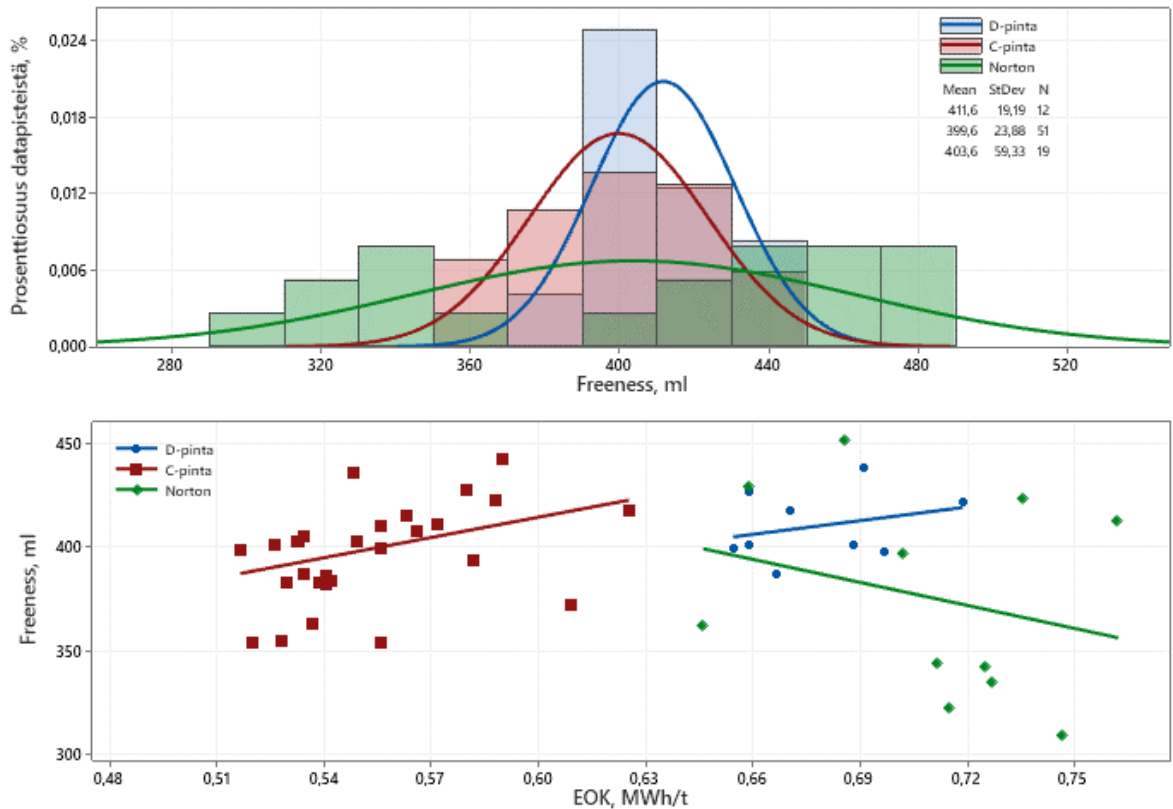 Prosenttiosuus datapisteistä, %
0,024
0,018
0,012
0,006
0,000
D-pinta
C-pinta
Norton
Mean StDev N
411,6 19,19 12
399,6 23,88 51
403,6 59,33 19
280 320 360 400 440 480 520
Freeness, ml
Freeness, ml
450
400
350
300
D-pinta
C-pinta
Norton
0,48 0,51 0,54 0,57 0,60 0,63 0,66 0,69 0,72 0,75
EOK, MWh/t